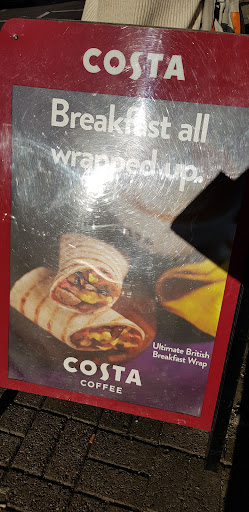 COSTA
Breakfast all
wrapped up.
Ultimate British
Breakfast Wrap
COSTA
COFFEE